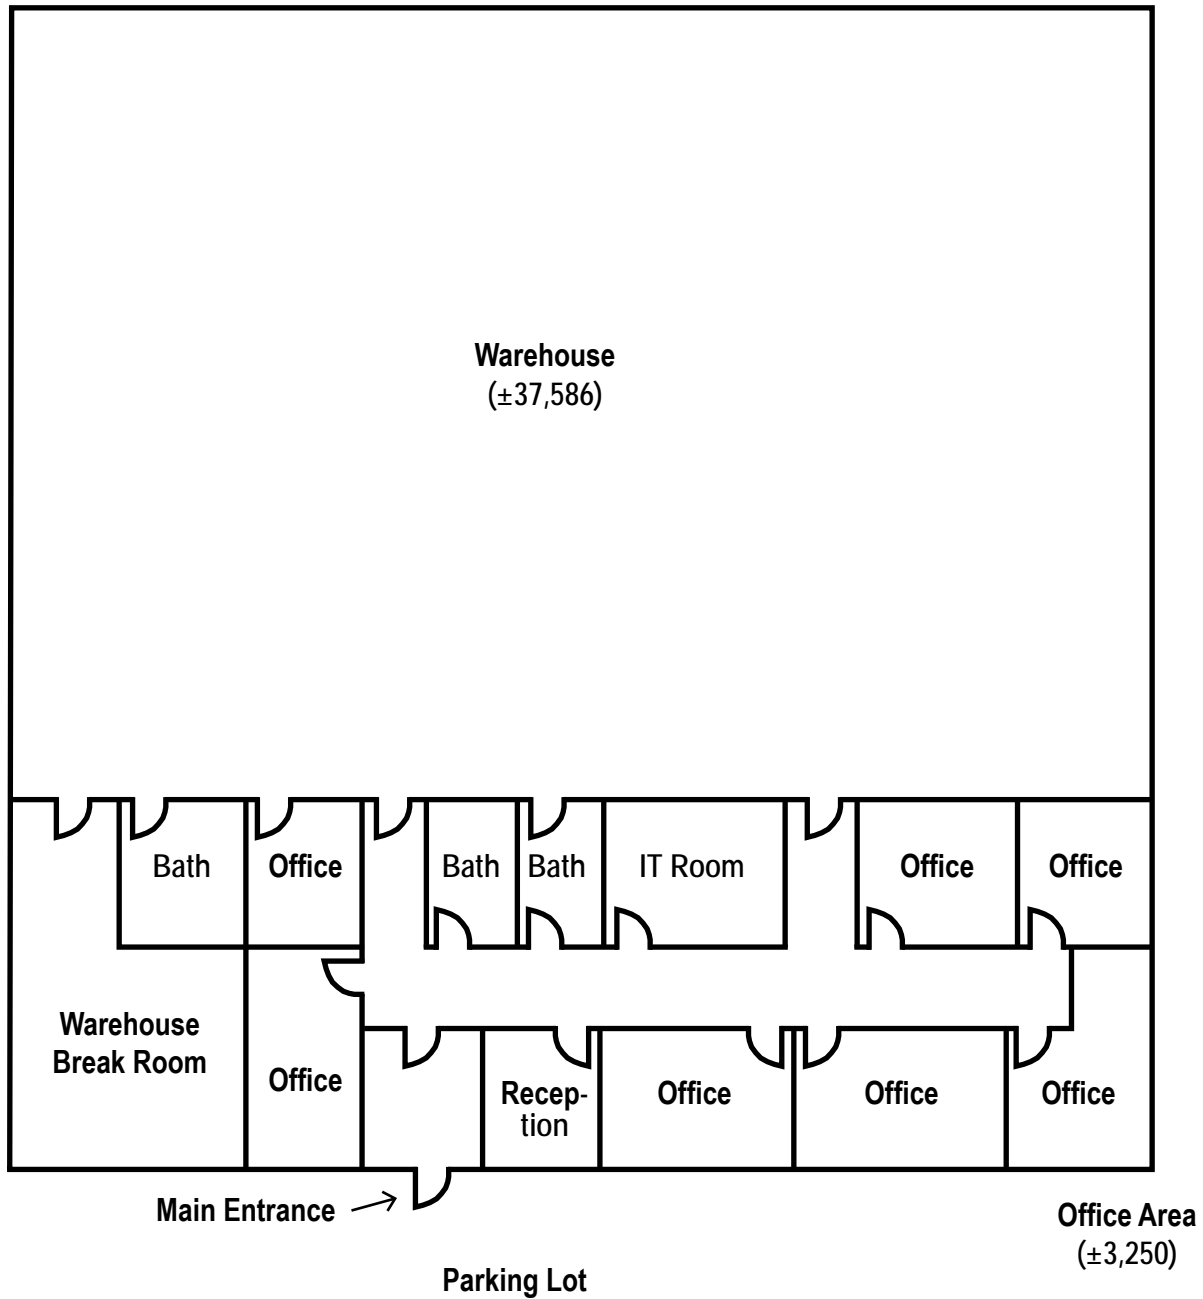 Warehouse
(±37,586)
Bath
Office
Bath
Bath
IT Room
Office
Office
Warehouse
Break Room
Office
Recep-
tion
Office
Office
Office
Main Entrance
Office Area
(±3,250)
Parking Lot